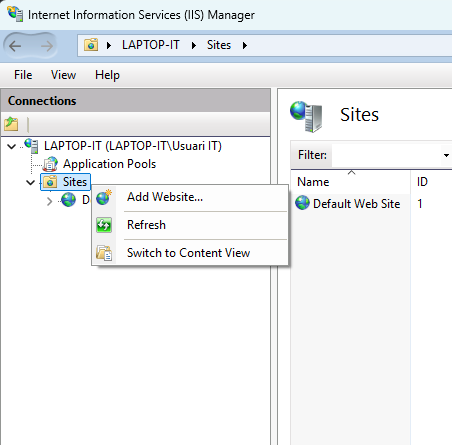 Internet Information Services (IIS) Manager
LAPTOP-IT Sites
File View Help
Connections
LAPTOP-IT (LAPTOP-IT\Usuari IT)
Application Pools
Sites
D
Add Website...
Refresh
Switch to Content View
Sites
Filter:
Name ID
Default Web Site 1